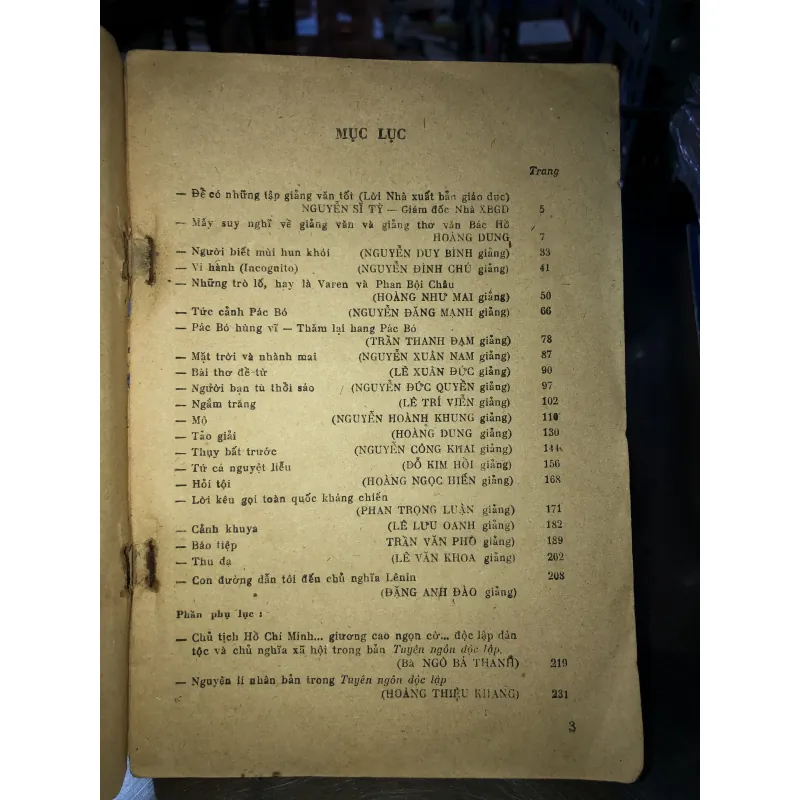 MỤC LỤC
Trang
— Để có những tập giảng văn tốt (Lời Nhà xuất bản giáo dục)
NGUYỄN SĨ TỲ — Giám đốc Nhà XBGD 5
— Mấy suy nghĩ về giảng văn và giảng thơ văn Bác Hồ
HOÀNG DUNG 7
— Người biết mùi hun khói (NGUYỄN DUY BÌNH giảng) 33
— Vi hành (Incognito) (NGUYỄN ĐÌNH CHÚ giảng) 41
— Những trò lố, hay là Varen và Phan Bội Châu
(HOÀNG NHƯ MAI giảng) 50
— Tức cảnh Pác Bó (NGUYỄN ĐĂNG MẠNH giảng) 66
— Pác Bó hùng vĩ — Thăm lại hang Pác Bó
(TRẦN THANH ĐẠM giảng) 78
— Mặt trời và nhành mai (NGUYỄN XUÂN NAM giảng) 87
— Bài thơ đề từ (LÊ XUÂN ĐỨC giảng) 90
— Người bạn tù thổi sáo (NGUYỄN ĐỨC QUYỀN giảng) 97
— Ngắm trăng (LÊ TRÍ VIỄN giảng) 102
— Mộ (NGUYỄN HOÀNH KHUNG giảng) 110
— Tảo giải (HOÀNG DUNG giảng) 130
— Thụy bất trước (NGUYỄN CÔNG KHAI giảng) 144
— Tứ cá nguyệt liễu (ĐỖ KIM HỒI giảng) 156
— Hỏi tội (HOÀNG NGỌC HIẾN giảng) 168
— Lời kêu gọi toàn quốc kháng chiến
(PHAN TRỌNG LUẬN giảng) 171
— Cảnh khuya (LÊ LƯU OANH giảng) 182
— Báo tiệp TRẦN VĂN PHÔ giảng) 189
— Thu dạ (LÊ VĂN KHOA giảng) 202
— Con đường dẫn tôi đến chủ nghĩa Lênin 208
(ĐẶNG ANH ĐÀO giảng)
Phần phụ lục :
— Chủ tịch Hồ Chí Minh... giương cao ngọn cờ... độc lập dân
tộc và chủ nghĩa xã hội trong bản Tuyên ngôn độc lập.
(Bà NGÔ BÁ THÀNH) 219
— Nguyên lí nhân bản trong Tuyên ngôn độc lập
(HOÀNG THIỆU KHANG) 231
3